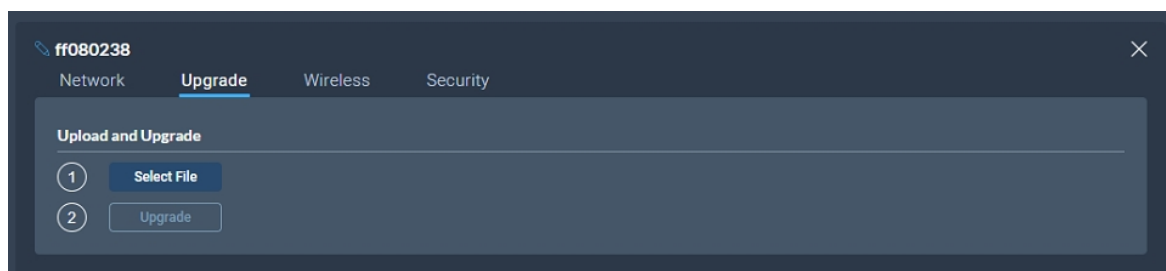 ff080238
Network Upgrade Wireless Security
Upload and Upgrade
1 Select File
2 Upgrade